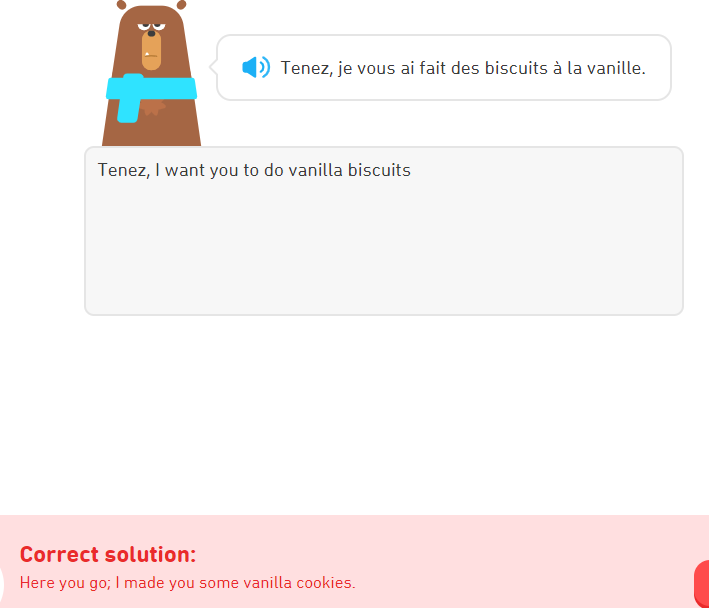 Tenez, je vous ai fait des biscuits à la vanille.
Tenez, I want you to do vanilla biscuits
Correct solution:
Here you go; I made you some vanilla cookies.